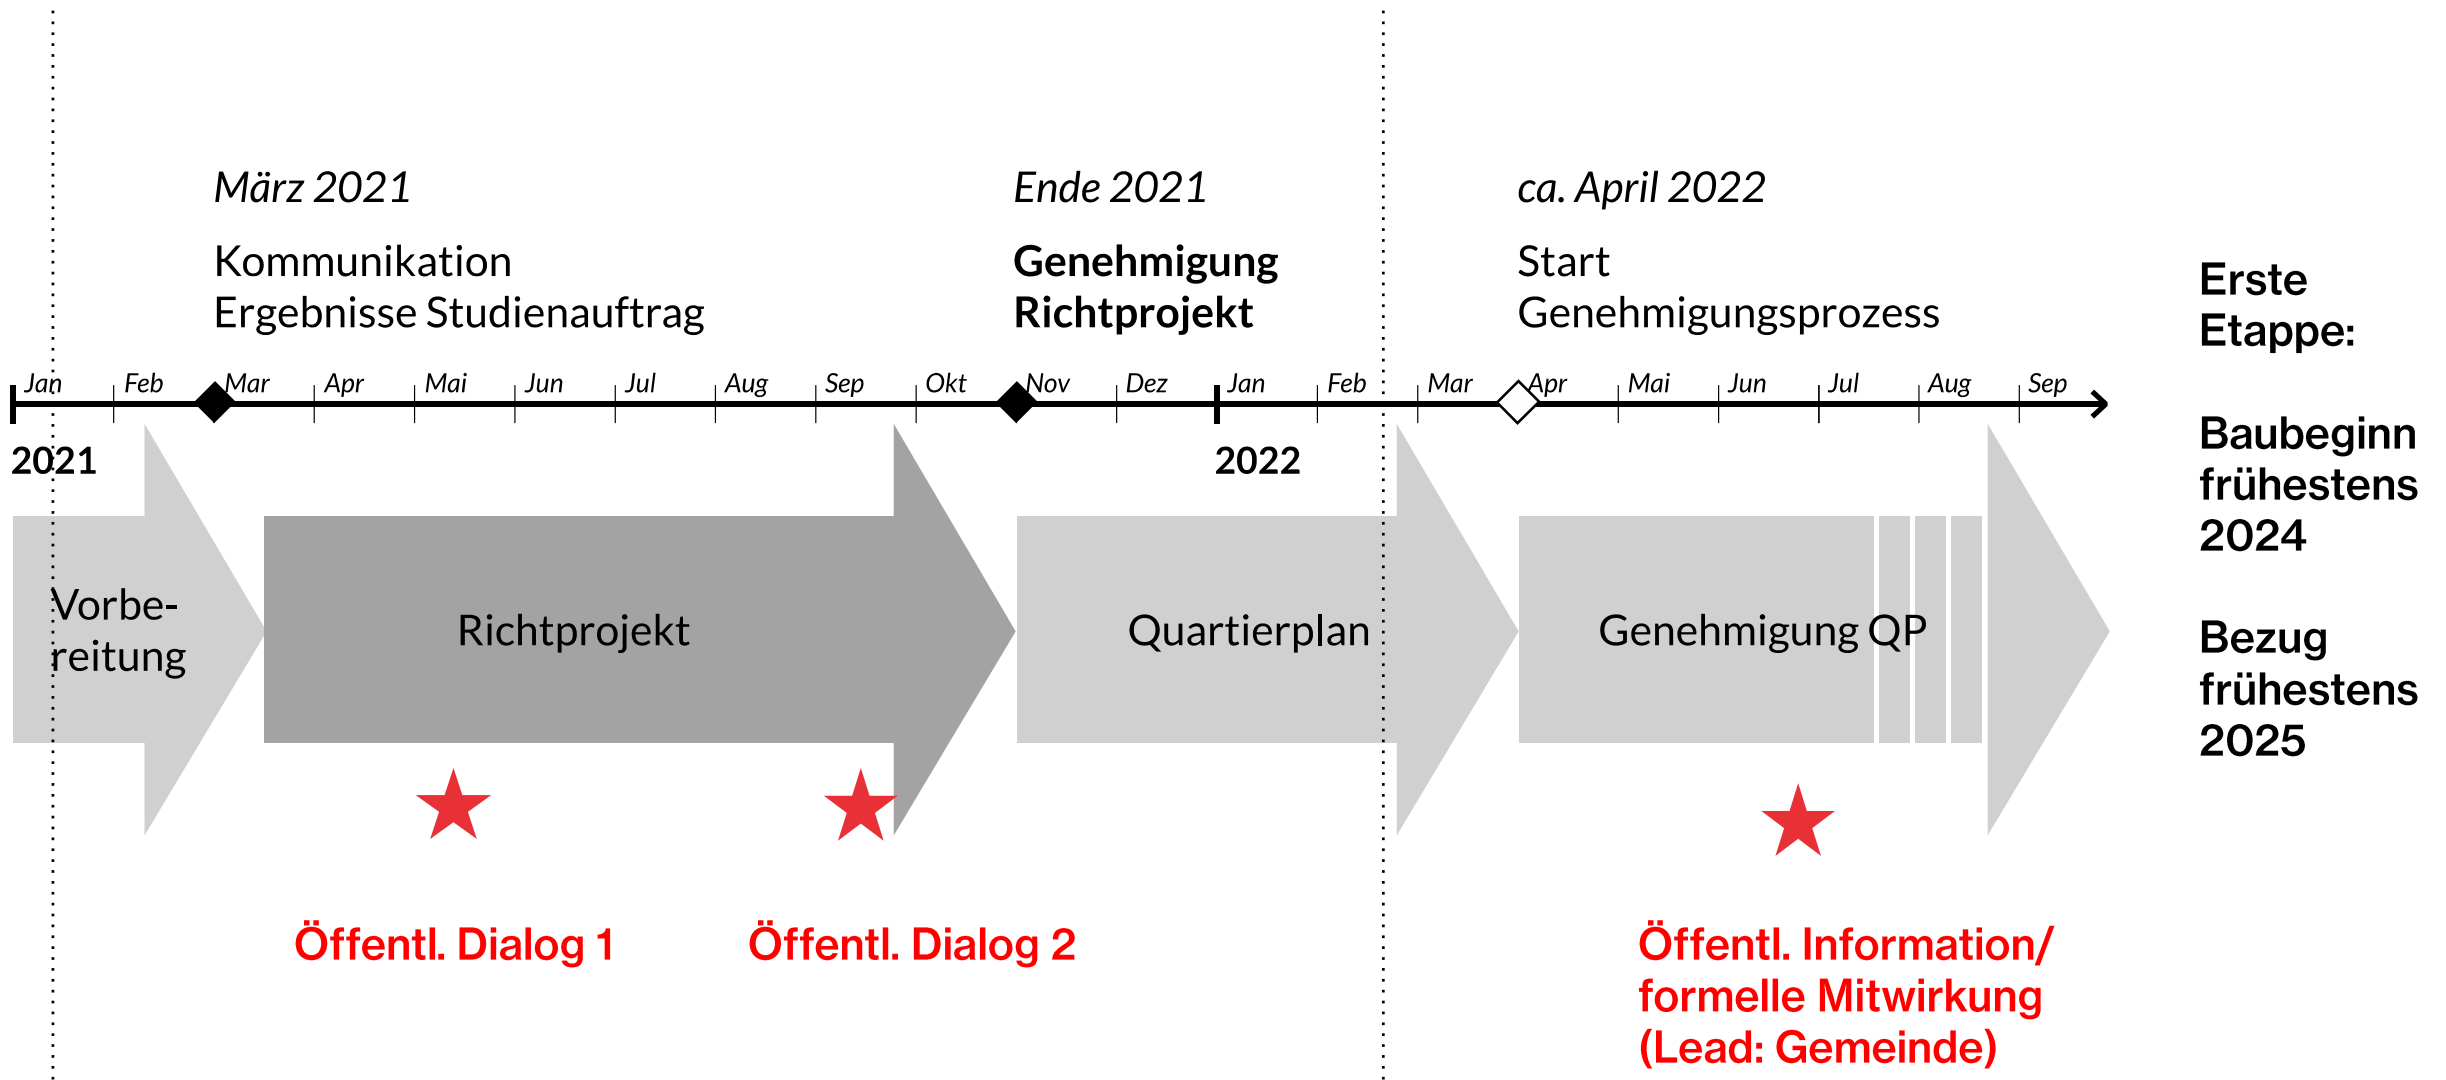 März 2021
Kommunikation
Ergebnisse Studienauftrag
Ende 2021
Genehmigung
Richtprojekt
ca. April 2022
Start
Genehmigungsprozess
Jan Feb Mar Apr Mai Jun Jul Aug Sep Okt Nov Dez Jan Feb Mar Apr Mai Jun Jul Aug Sep
2021 2022
Vorbe-
reitung
Richtprojekt
Quartierplan
Genehmigung QP
Öffentl. Dialog 1
Öffentl. Dialog 2
Öffentl. Information/
formelle Mitwirkung
(Lead: Gemeinde)
Erste
Etappe:
Baubeginn
frühestens
2024
Bezug
frühestens
2025